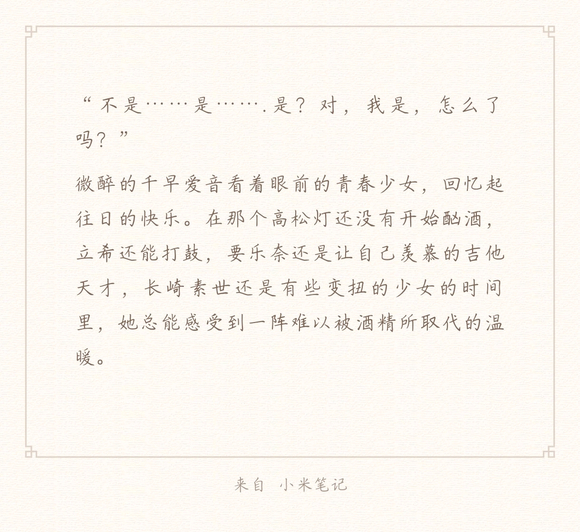 “不是……是…….是？对，我是，怎么了
吗？”
微醉的千早爱音看着眼前的青春少女，回忆起
往日的快乐。在那个高松灯还没有开始酗酒，
立希还能打鼓，要乐奈还是让自己羡慕的吉他
天才，长崎素世还是有些变扭的少女的时间
里，她总能感受到一阵难以被酒精所取代的温
暖。
来自 小米笔记